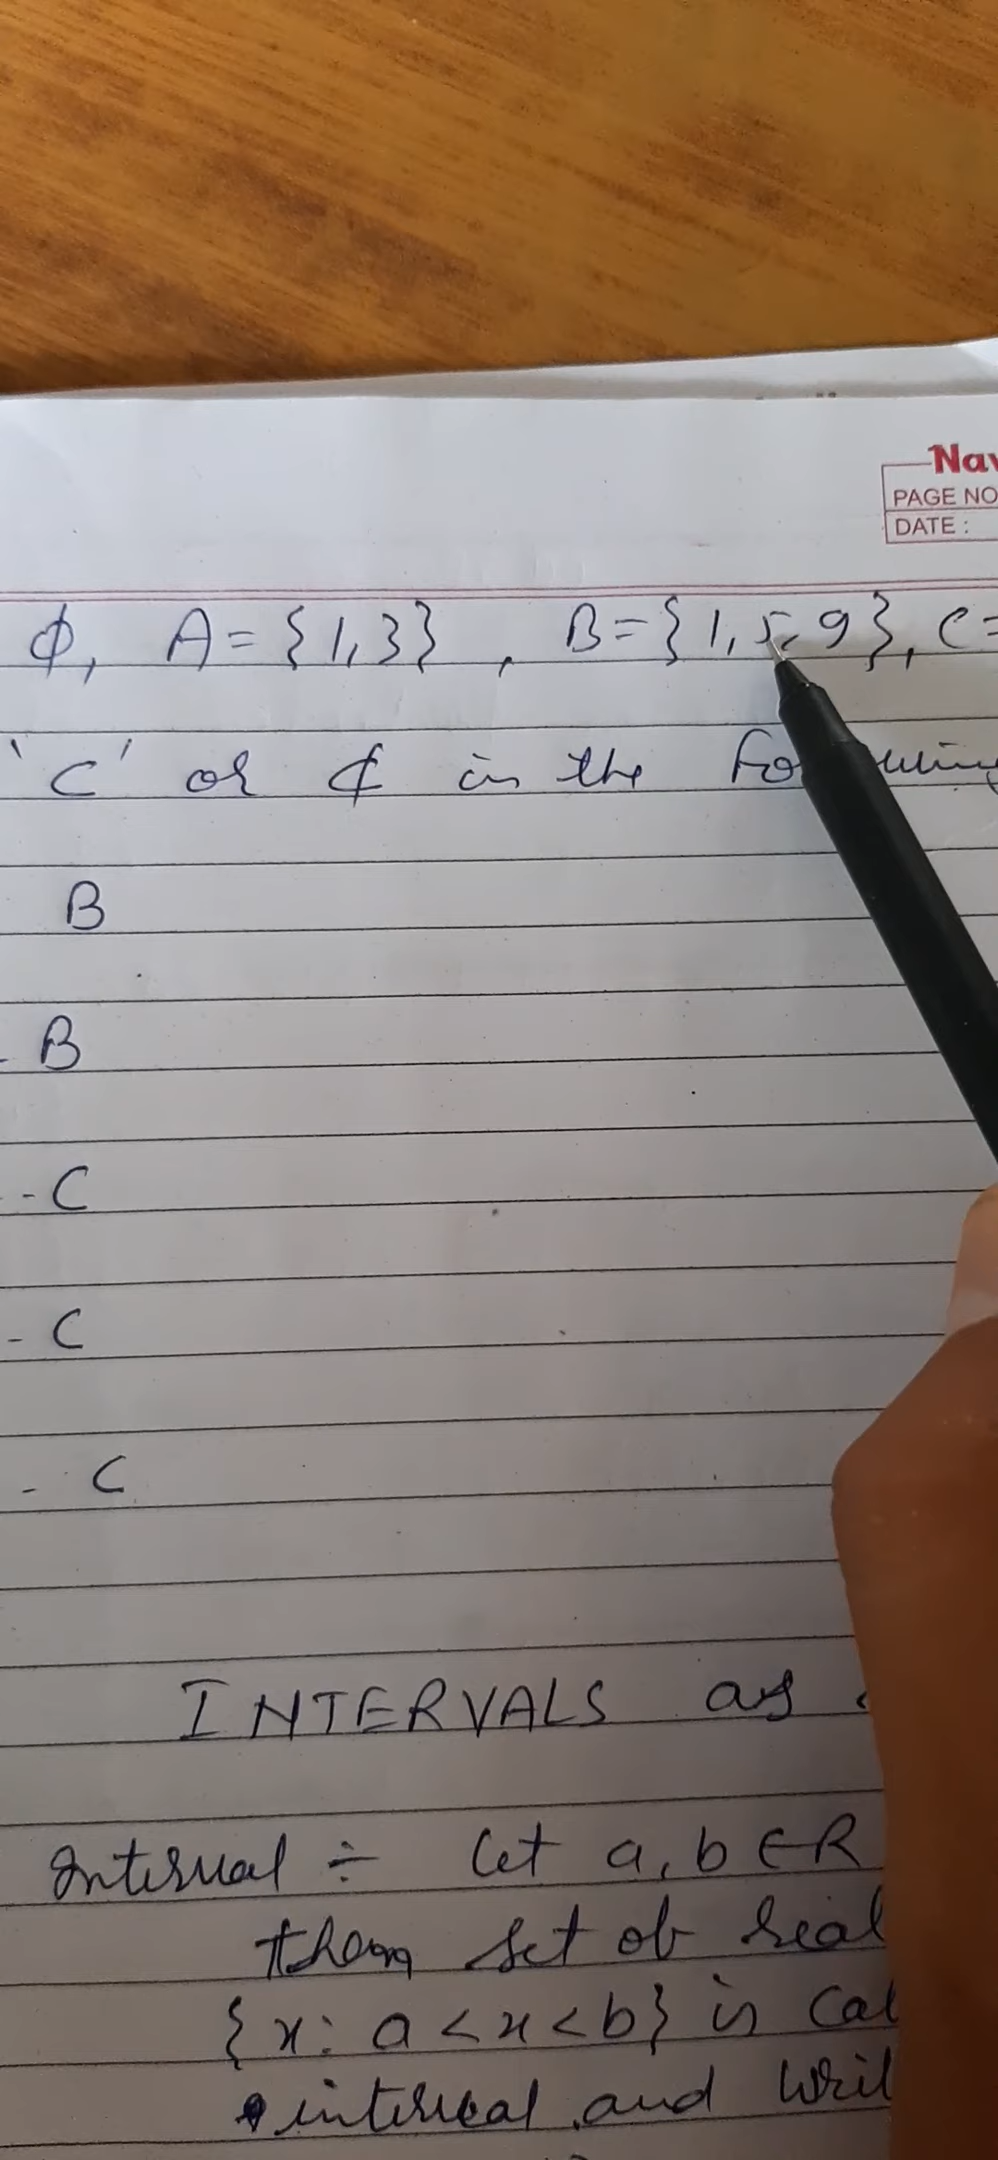 Nav
PAGE NO
DATE :
ϕ, A = {1,3} , B = {1,5,9}, C =
'⊂' or ⊄ in the following
B
- B
-- C
- C
- C
INTERVALS as
Interval ÷ Let a, b ∈ R
then set of real
{x: a < x < b} is cal
interval and writ